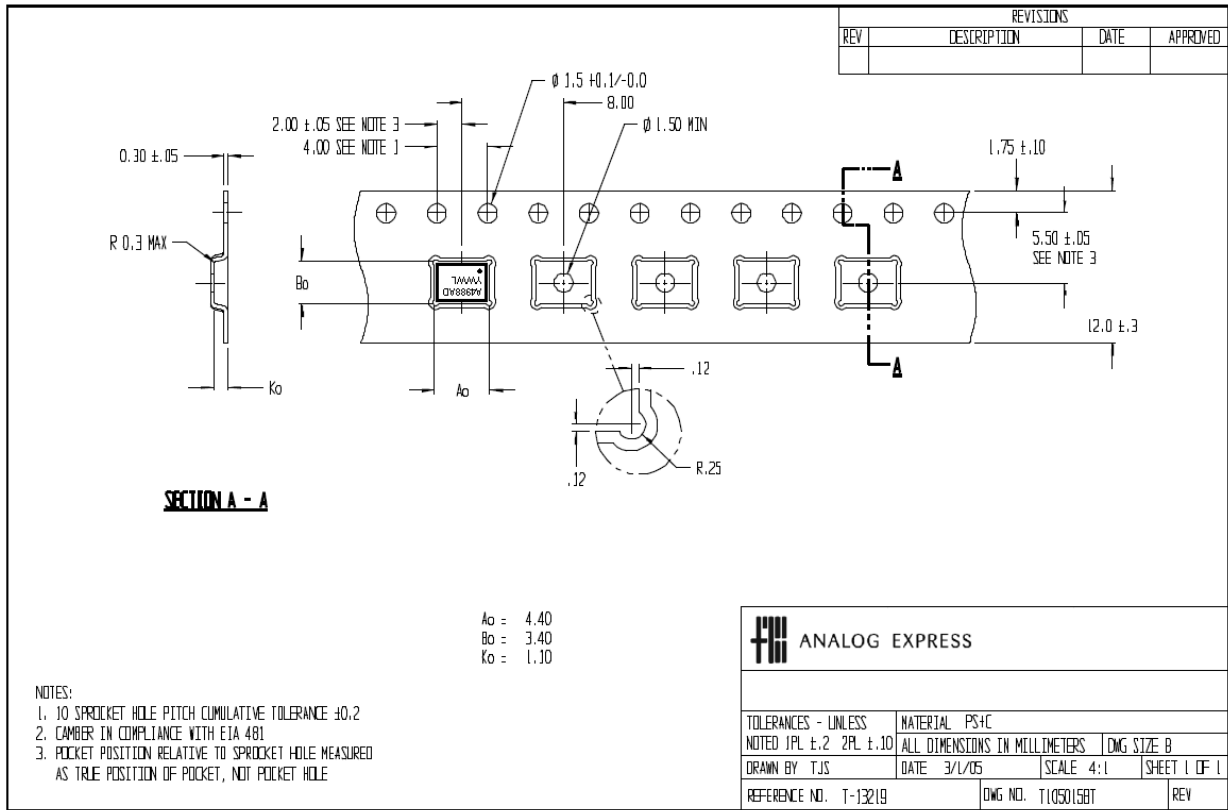 REVISIONS
REV DESCRIPTION DATE APPROVED
Ø 1.5 +0.1/-0.0
8.00
2.00 ±.05 SEE NOTE 3
Ø 1.50 MIN
4.00 SEE NOTE 1
0.30 ±.05
1.75 ±.10
A
R 0.3 MAX
5.50 ±.05
SEE NOTE 3
Bo
A4988AD
YWWL
12.0 ±.3
A
Ko
Ao
.12
R.25
.12
SECTION A - A
Ao = 4.40
Bo = 3.40
Ko = 1.10
NOTES:
1. 10 SPROCKET HOLE PITCH CUMULATIVE TOLERANCE ±0.2
2. CAMBER IN COMPLIANCE WITH EIA 481
3. POCKET POSITION RELATIVE TO SPROCKET HOLE MEASURED
AS TRUE POSITION OF POCKET, NOT POCKET HOLE
ANALOG EXPRESS
TOLERANCES - UNLESS
NOTED 1PL ±.2 2PL ±.10
MATERIAL PS+C
ALL DIMENSIONS IN MILLIMETERS DWG SIZE B
DRAWN BY TJS DATE 3/1/05 SCALE 4:1 SHEET 1 OF 1
REFERENCE NO. T-13219 DWG NO. T105015BT REV